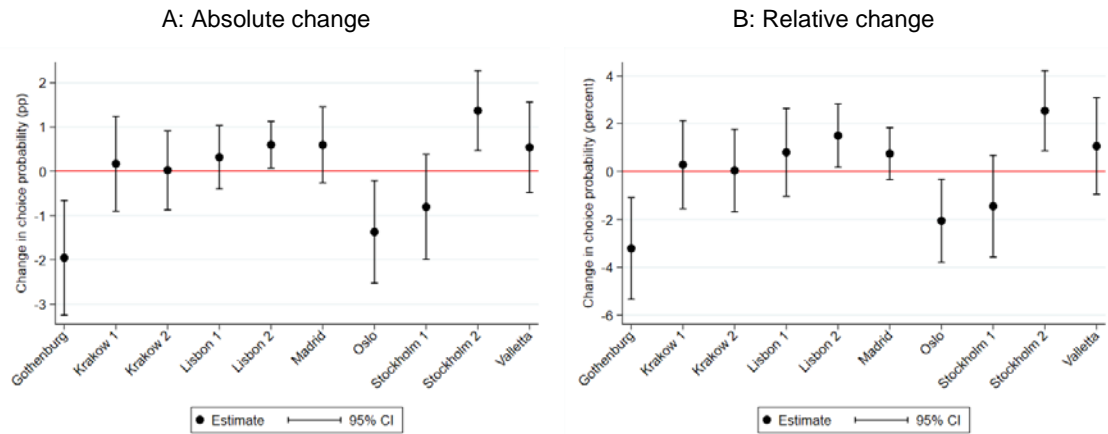 A: Absolute change
B: Relative change
Change in choice probability (pp)
2
1
0
-1
-2
-3
Gothenburg
Krakow 1
Krakow 2
Lisbon 1
Lisbon 2
Madrid
Oslo
Stockholm 1
Stockholm 2
Valletta
Estimate
95% CI
Change in choice probability (percent)
4
2
0
-2
-4
-6
Gothenburg
Krakow 1
Krakow 2
Lisbon 1
Lisbon 2
Madrid
Oslo
Stockholm 1
Stockholm 2
Valletta
Estimate
95% CI